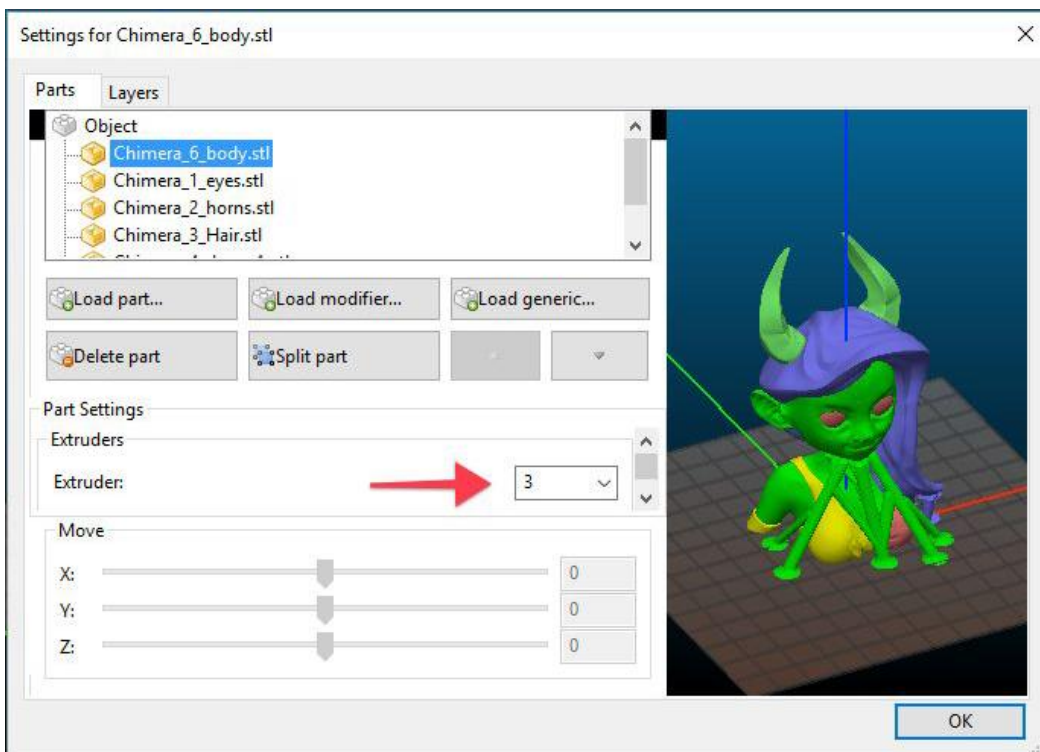 Settings for Chimera_6_body.stl
Parts Layers
Object
Chimera_6_body.stl
Chimera_1_eyes.stl
Chimera_2_horns.stl
Chimera_3_Hair.stl
Load part... Load modifier... Load generic...
Delete part Split part
Part Settings
Extruders
Extruder: 3
Move
X: 0
Y: 0
Z: 0
OK